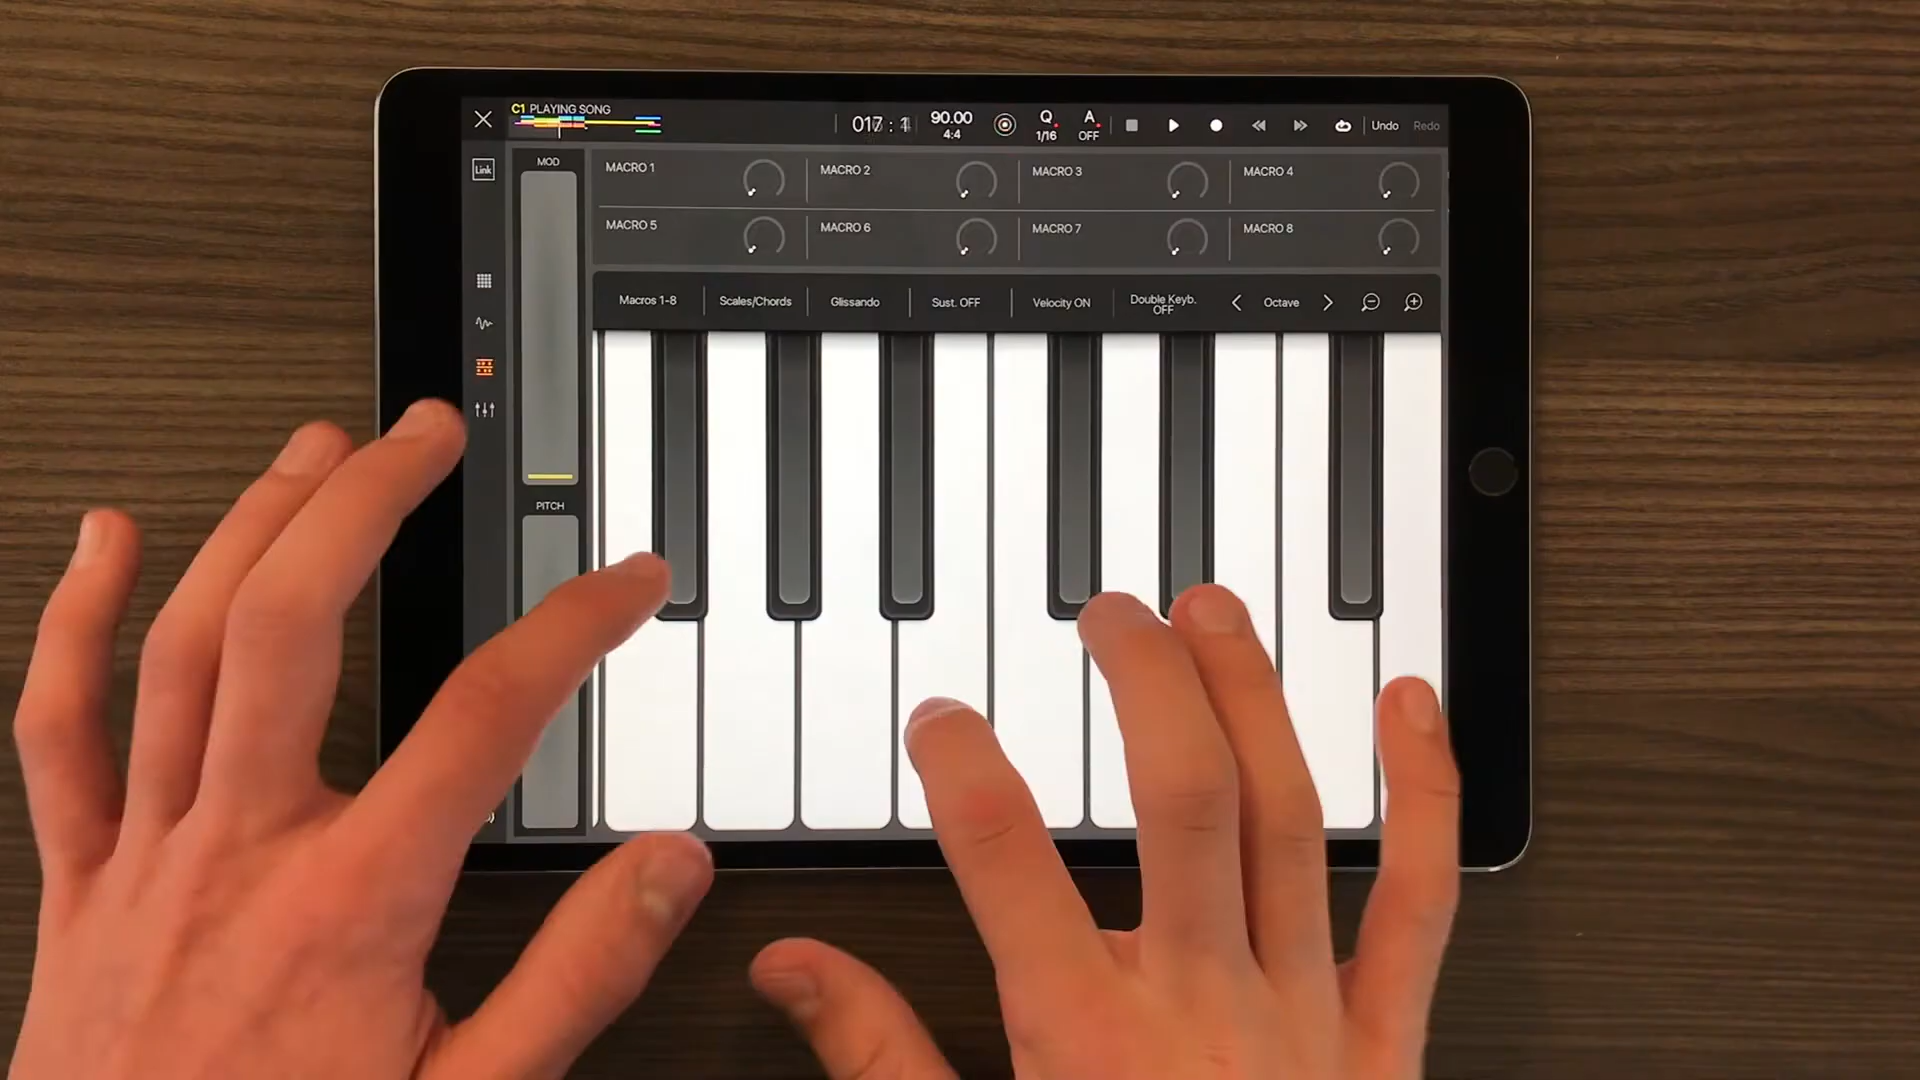 C1 PLAYING SONG
90.00
4:4
Q
1/16
A
OFF
Undo
Redo
Link
MOD
MACRO 1
MACRO 2
MACRO 3
MACRO 4
MACRO 5
MACRO 6
MACRO 7
MACRO 8
Macros 1-8
Scales/Chords
Glissando
Sust. OFF
Velocity ON
Double Keyb.
OFF
Octave
PITCH